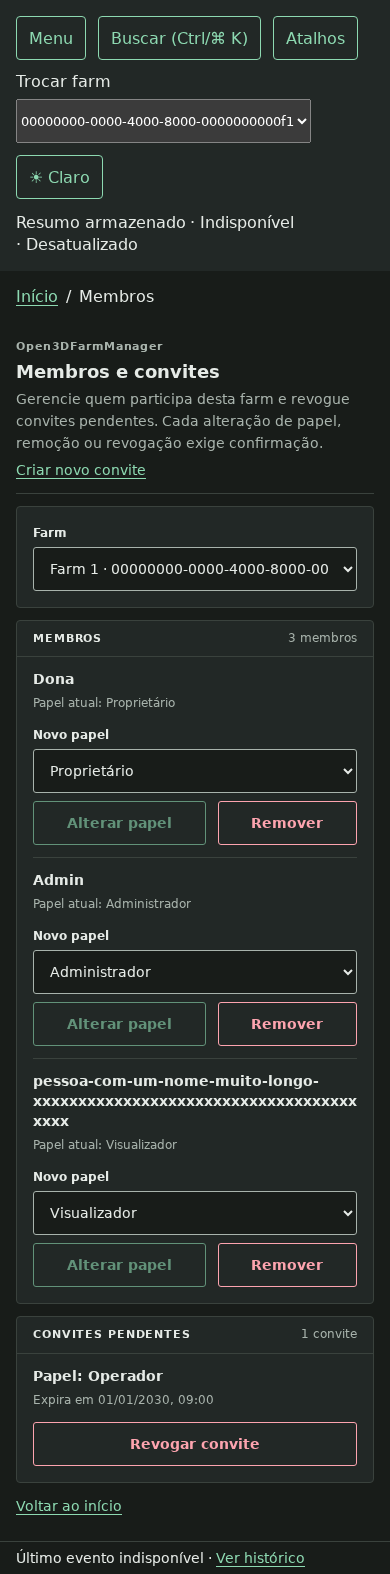 Menu
Buscar (Ctrl/⌘ K)
Atalhos
Trocar farm
00000000-0000-4000-8000-0000000000f1
☀ Claro
Resumo armazenado · Indisponível
· Desatualizado
Início / Membros
Open3DFarmManager
Membros e convites
Gerencie quem participa desta farm e revogue
convites pendentes. Cada alteração de papel,
remoção ou revogação exige confirmação.
Criar novo convite
Farm
Farm 1 · 00000000-0000-4000-8000-00
MEMBROS
3 membros
Dona
Papel atual: Proprietário
Novo papel
Proprietário
Alterar papel
Remover
Admin
Papel atual: Administrador
Novo papel
Administrador
Alterar papel
Remover
pessoa-com-um-nome-muito-longo-
xxxxxxxxxxxxxxxxxxxxxxxxxxxxxxxxxxxx
xxxx
Papel atual: Visualizador
Novo papel
Visualizador
Alterar papel
Remover
CONVITES PENDENTES
1 convite
Papel: Operador
Expira em 01/01/2030, 09:00
Revogar convite
Voltar ao início
Último evento indisponível · Ver histórico